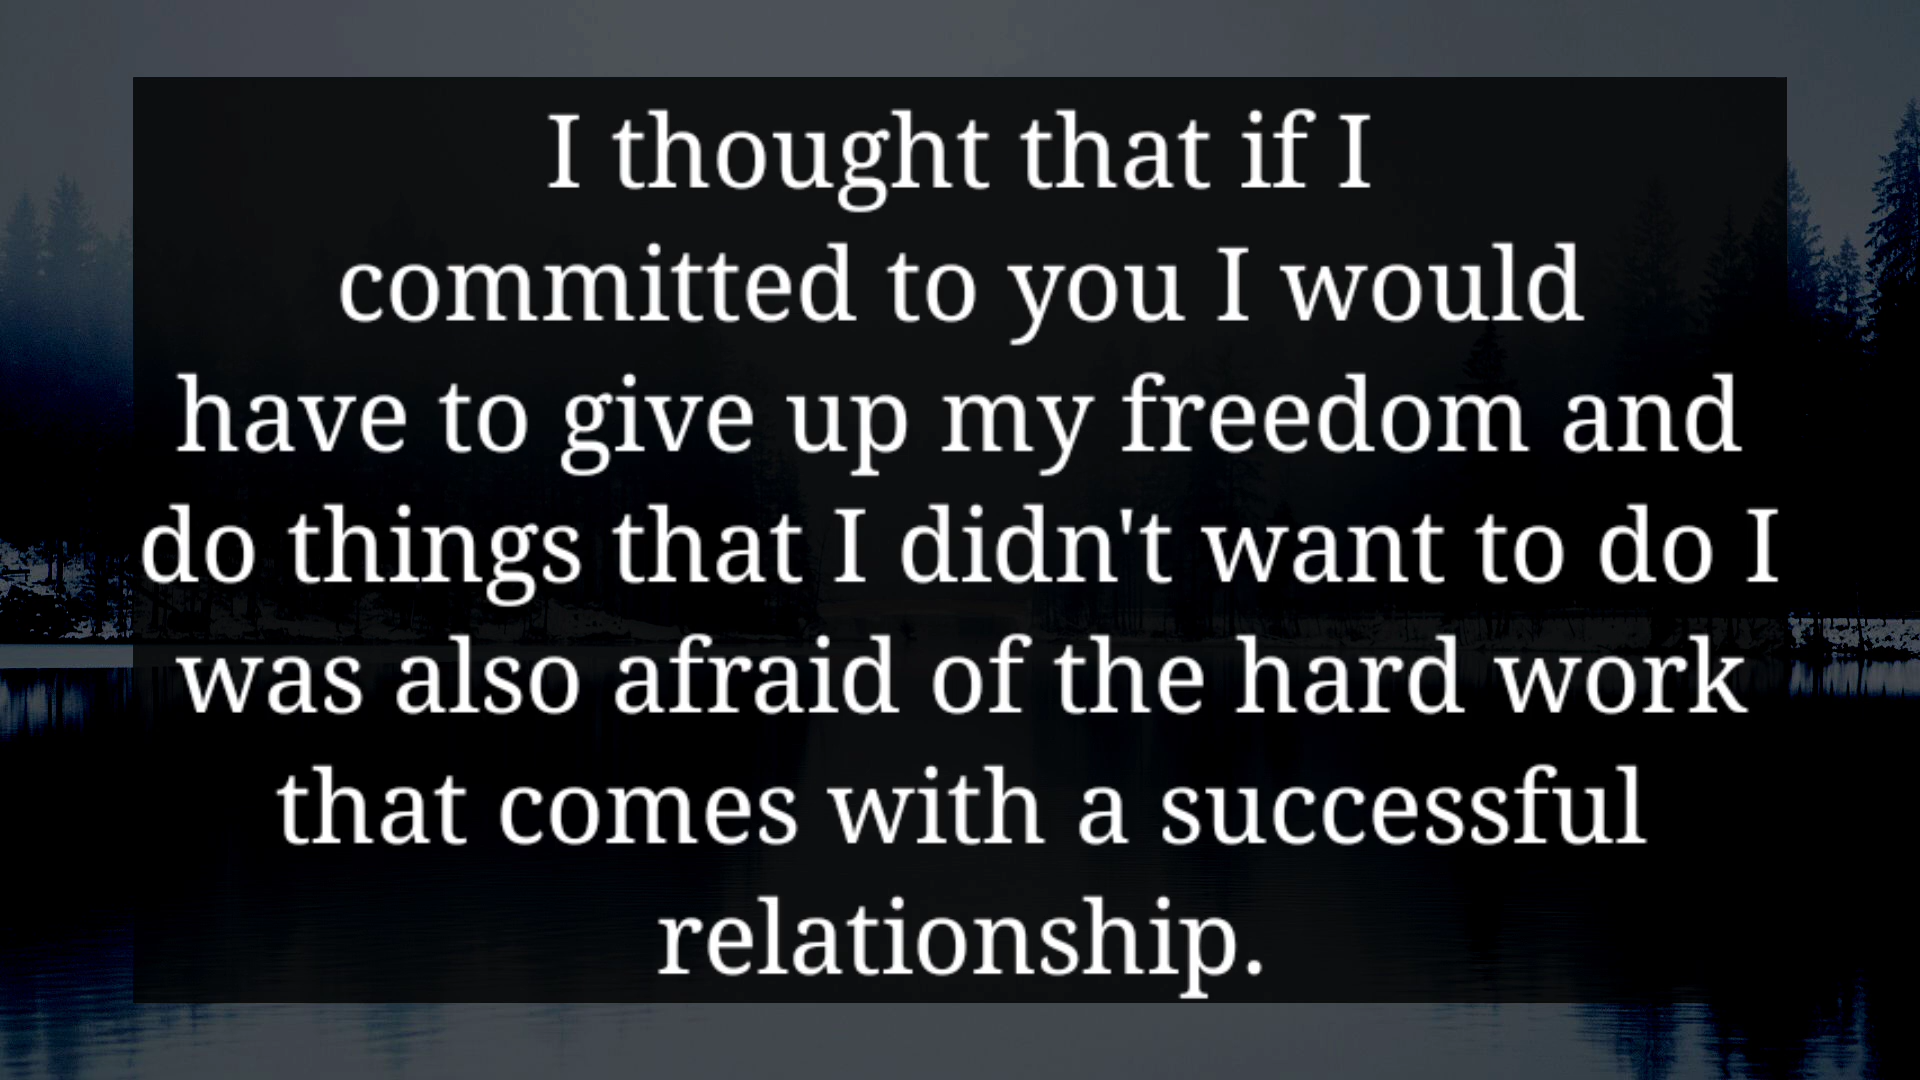 I thought that if I
committed to you I would
have to give up my freedom and
do things that I didn't want to do I
was also afraid of the hard work
that comes with a successful
relationship.